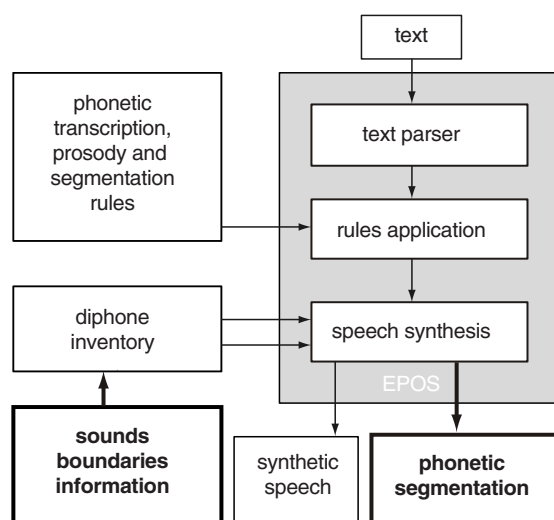 text
phonetic
transcription,
prosody and
segmentation
rules
text parser
rules application
diphone
inventory
speech synthesis
EPOS
sounds
boundaries
information
synthetic
speech
phonetic
segmentation